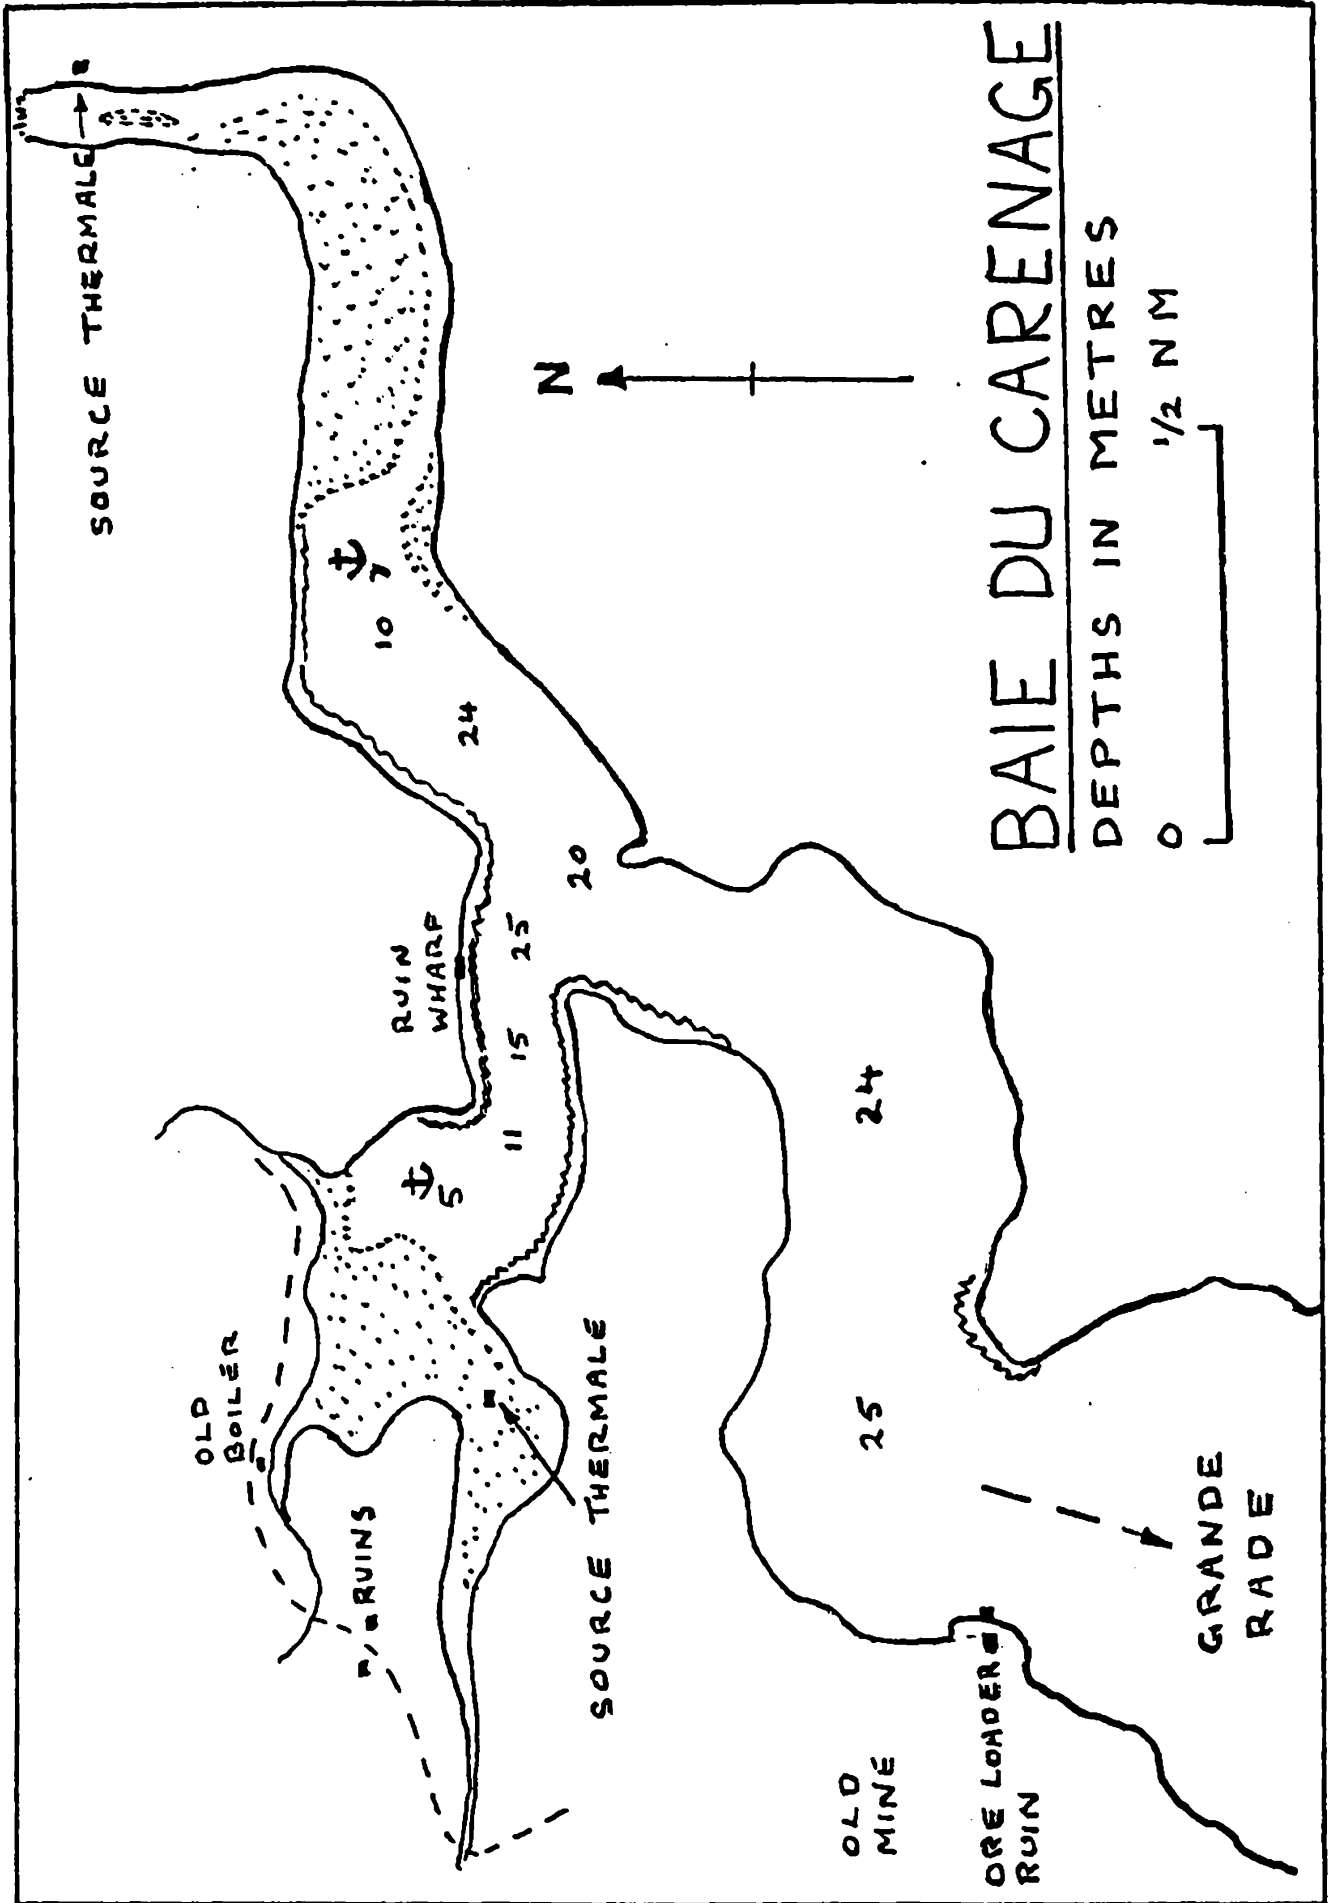 SOURCE THERMALE
N
7
10
24
20
RUIN
WHARF
25
15
11
5
OLD
BOILER
RUINS
SOURCE THERMALE
24
25
OLD
MINE
ORE LOADER
RUIN
GRANDE
RADE
BAIE DU CARENAGE
DEPTHS IN METRES
0 1/2 NM